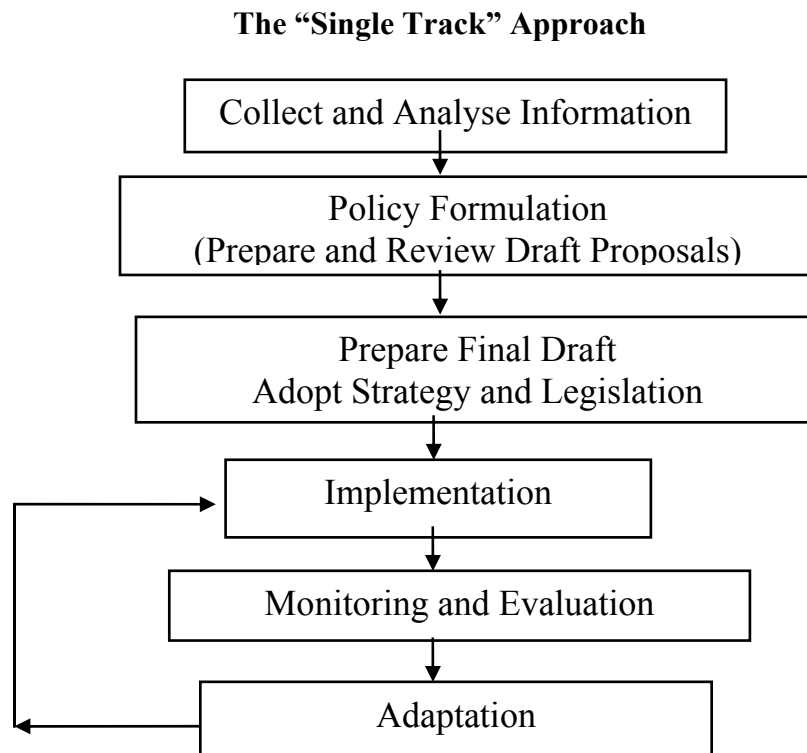 The “Single Track” Approach
Collect and Analyse Information
Policy Formulation
(Prepare and Review Draft Proposals)
Prepare Final Draft
Adopt Strategy and Legislation
Implementation
Monitoring and Evaluation
Adaptation